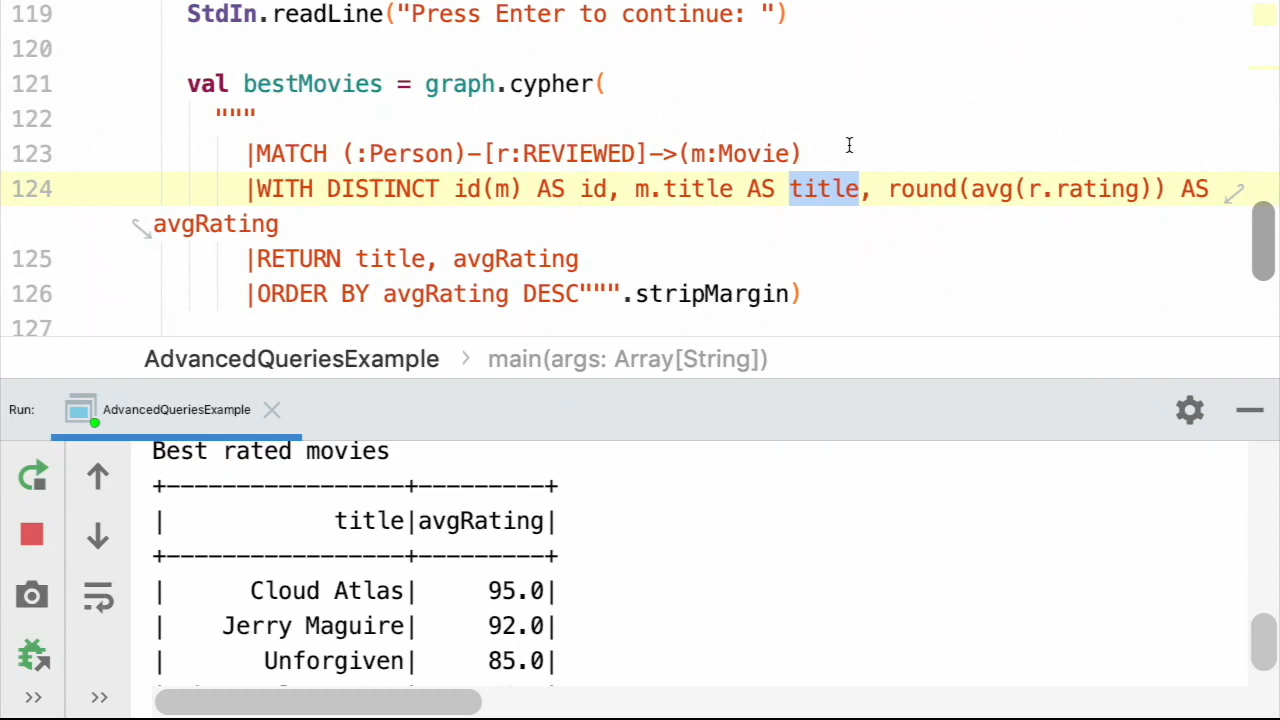 119 StdIn.readLine("Press Enter to continue: ")
120
121 val bestMovies = graph.cypher(
122 """
123 |MATCH (:Person)-[r:REVIEWED]->(m:Movie)
124 |WITH DISTINCT id(m) AS id, m.title AS title, round(avg(r.rating)) AS
avgRating
125 |RETURN title, avgRating
126 |ORDER BY avgRating DESC""".stripMargin)
127
AdvancedQueriesExample > main(args: Array[String])
Run: AdvancedQueriesExample
Best rated movies
+-----------------+---------+
| title|avgRating|
+-----------------+---------+
| Cloud Atlas| 95.0|
| Jerry Maguire| 92.0|
| Unforgiven| 85.0|